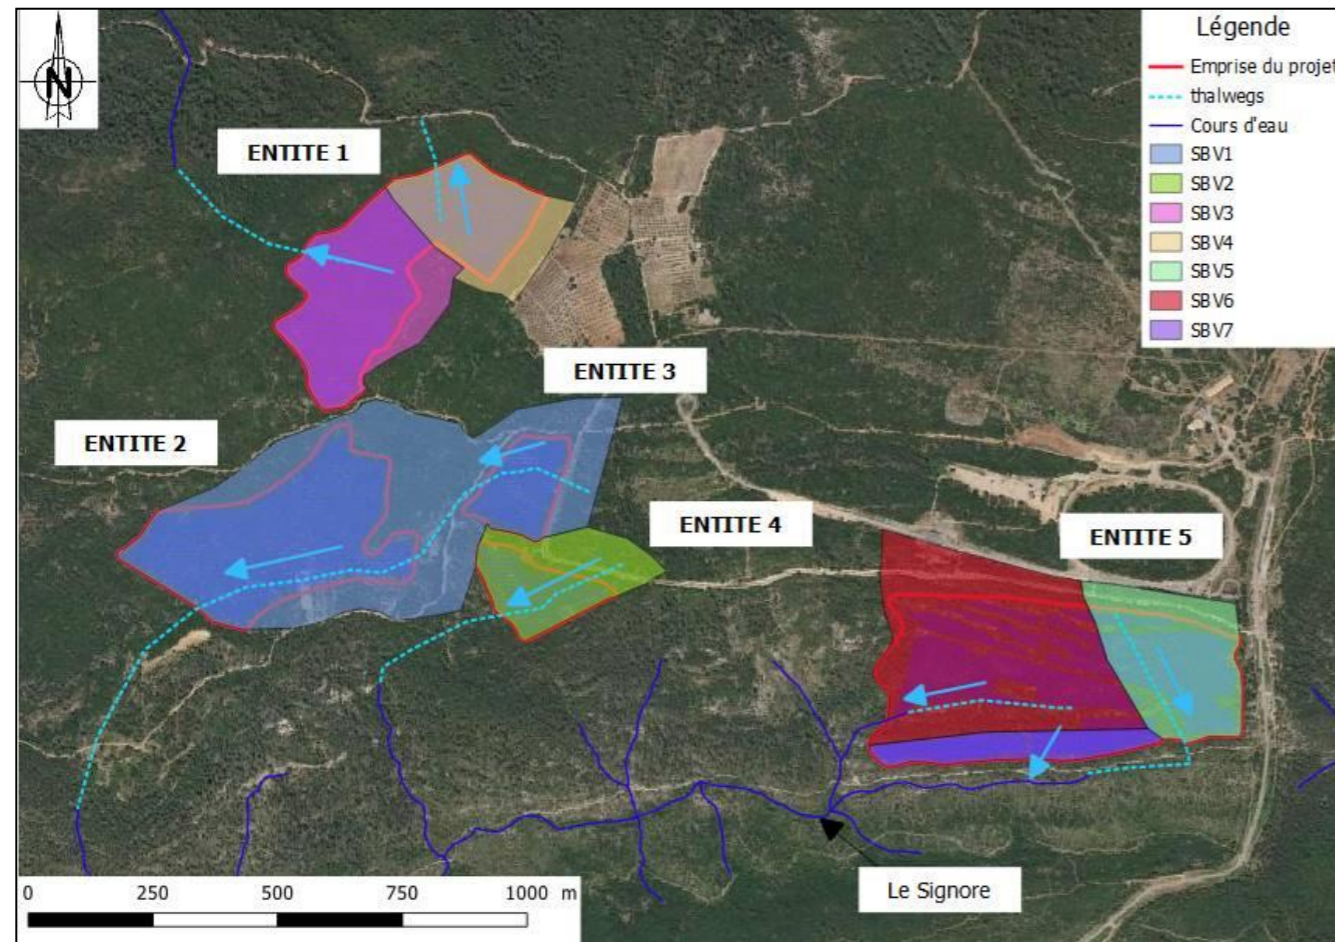 N
Légende
Emprise du projet
thalwegs
Cours d'eau
SBV1
SBV2
SBV3
SBV4
SBV5
SBV6
SBV7
ENTITE 1
ENTITE 3
ENTITE 2
ENTITE 4
ENTITE 5
Le Signore
0 250 500 750 1000 m